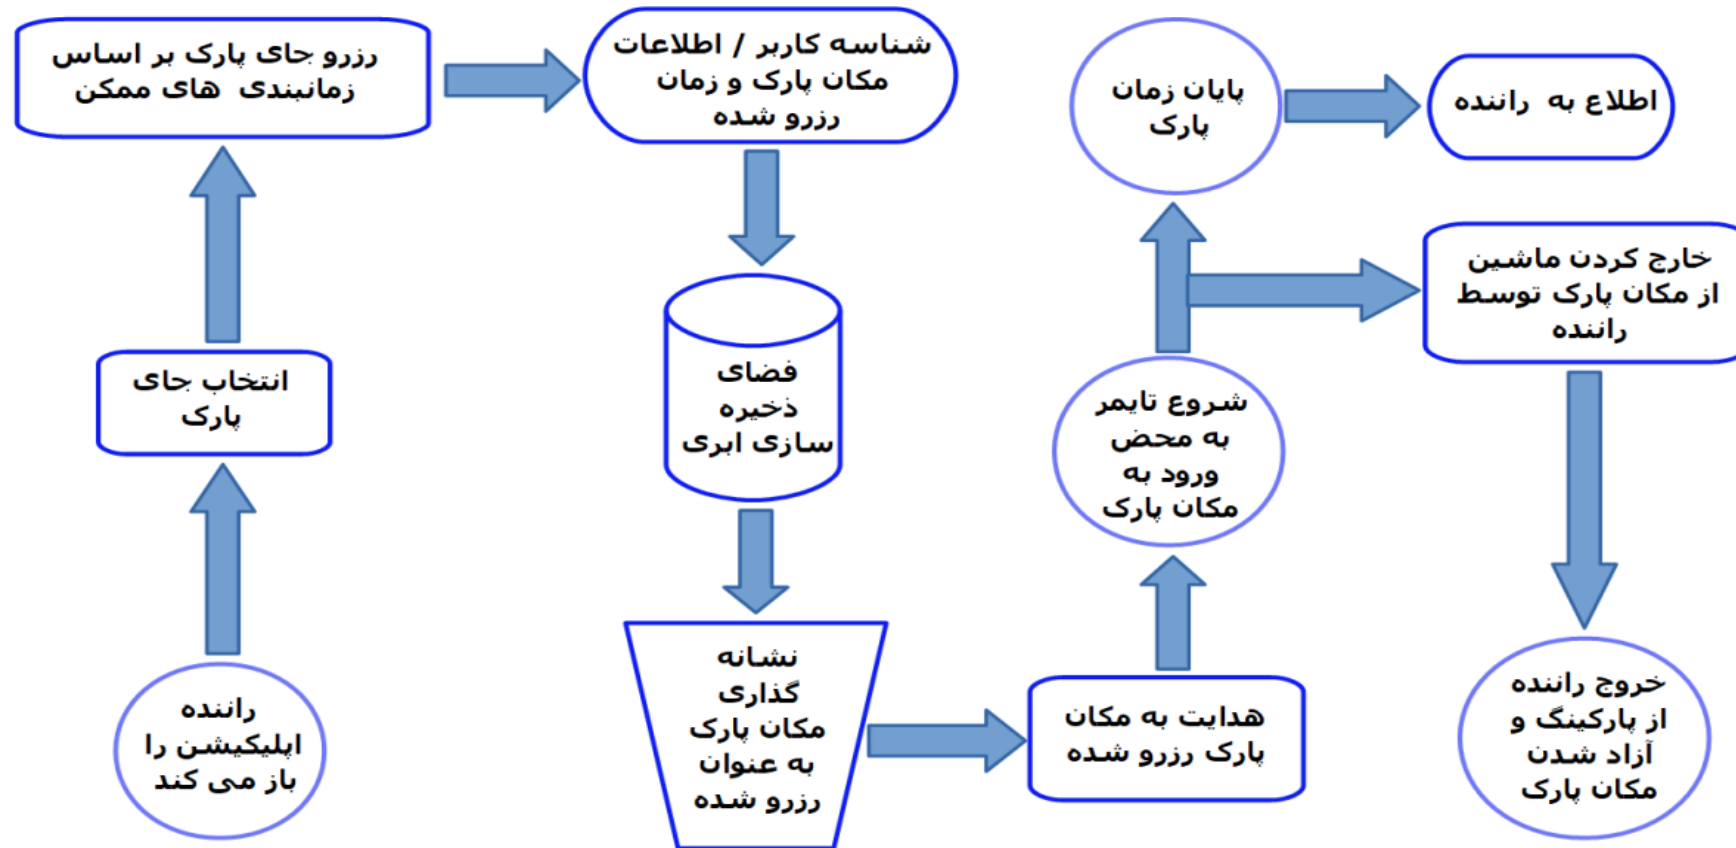 راننده
اپلیکیشن را
باز می کند
انتخاب جای
پارک
رزرو جای پارک بر اساس
زمانبندی های ممکن
شناسه کاربر / اطلاعات
مکان پارک و زمان
رزرو شده
فضای
ذخیره
سازی ابری
نشانه
گذاری
مکان پارک
به عنوان
رزرو شده
هدایت به مکان
پارک رزرو شده
شروع تایمر
به محض
ورود به
مکان پارک
پایان زمان
پارک
اطلاع به راننده
خارج کردن ماشین
از مکان پارک توسط
راننده
خروج راننده
از پارکینگ و
آزاد شدن
مکان پارک